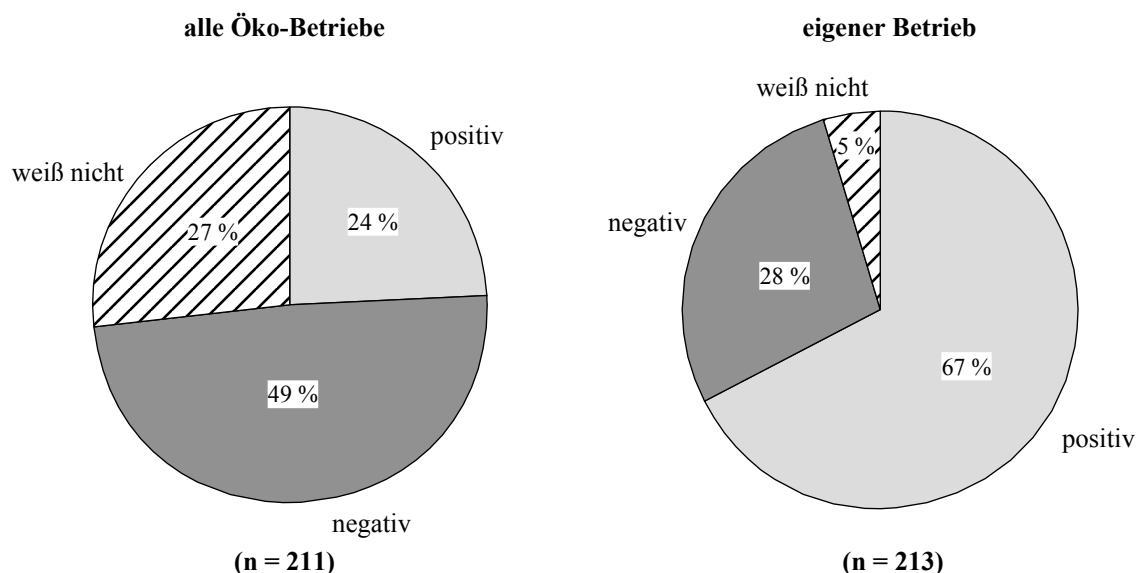 alle Öko-Betriebe
positiv
weiß nicht
27 %
24 %
49 %
negativ
(n = 211)
eigener Betrieb
weiß nicht
5 %
negativ
28 %
67 %
positiv
(n = 213)